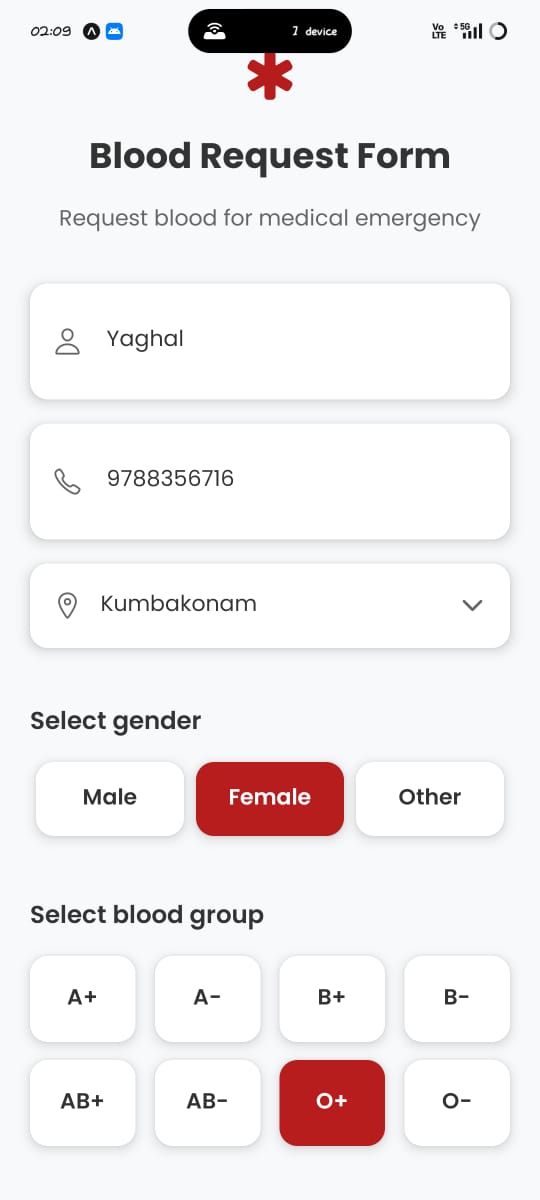 02:09
1 device
Vo
LTE
5G
Blood Request Form
Request blood for medical emergency
Yaghal
9788356716
Kumbakonam
Select gender
Male Female Other
Select blood group
A+ A- B+ B-
AB+ AB- O+ O-